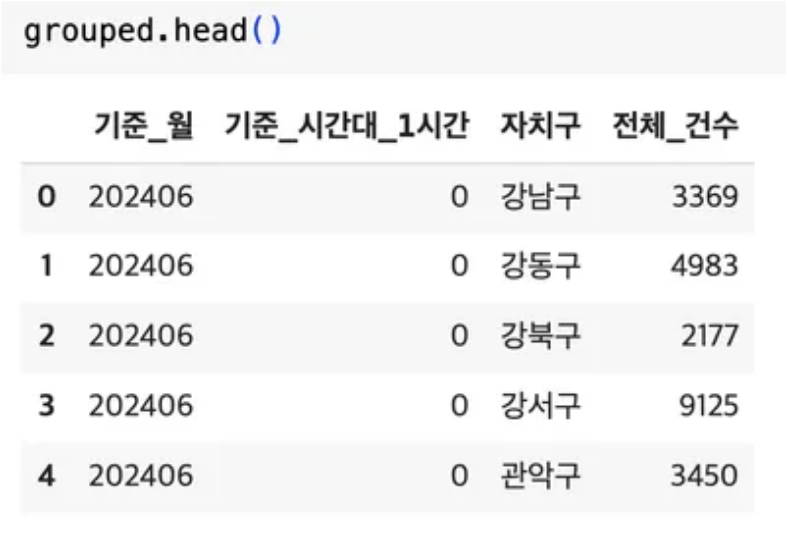 grouped.head()
기준_월 기준_시간대_1시간 자치구 전체_건수
0 202406 0 강남구 3369
1 202406 0 강동구 4983
2 202406 0 강북구 2177
3 202406 0 강서구 9125
4 202406 0 관악구 3450